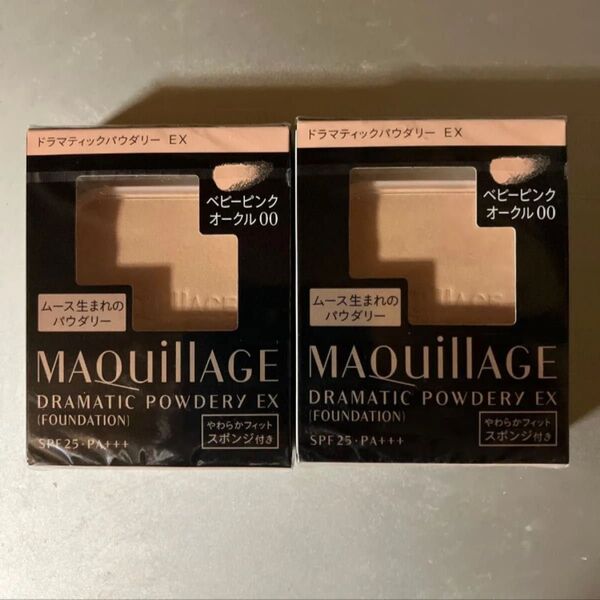 ドラマティックパウダリー EX
ベビーピンク
オークル00
ムース生まれの
パウダリー
MAQuillAGE
DRAMATIC POWDERY EX
(FOUNDATION)
SPF25・PA+++
やわらかフィット
スポンジ付き
ドラマティックパウダリー EX
ベビーピンク
オークル00
ムース生まれの
パウダリー
MAQuillAGE
DRAMATIC POWDERY EX
(FOUNDATION)
SPF25・PA+++
やわらかフィット
スポンジ付き